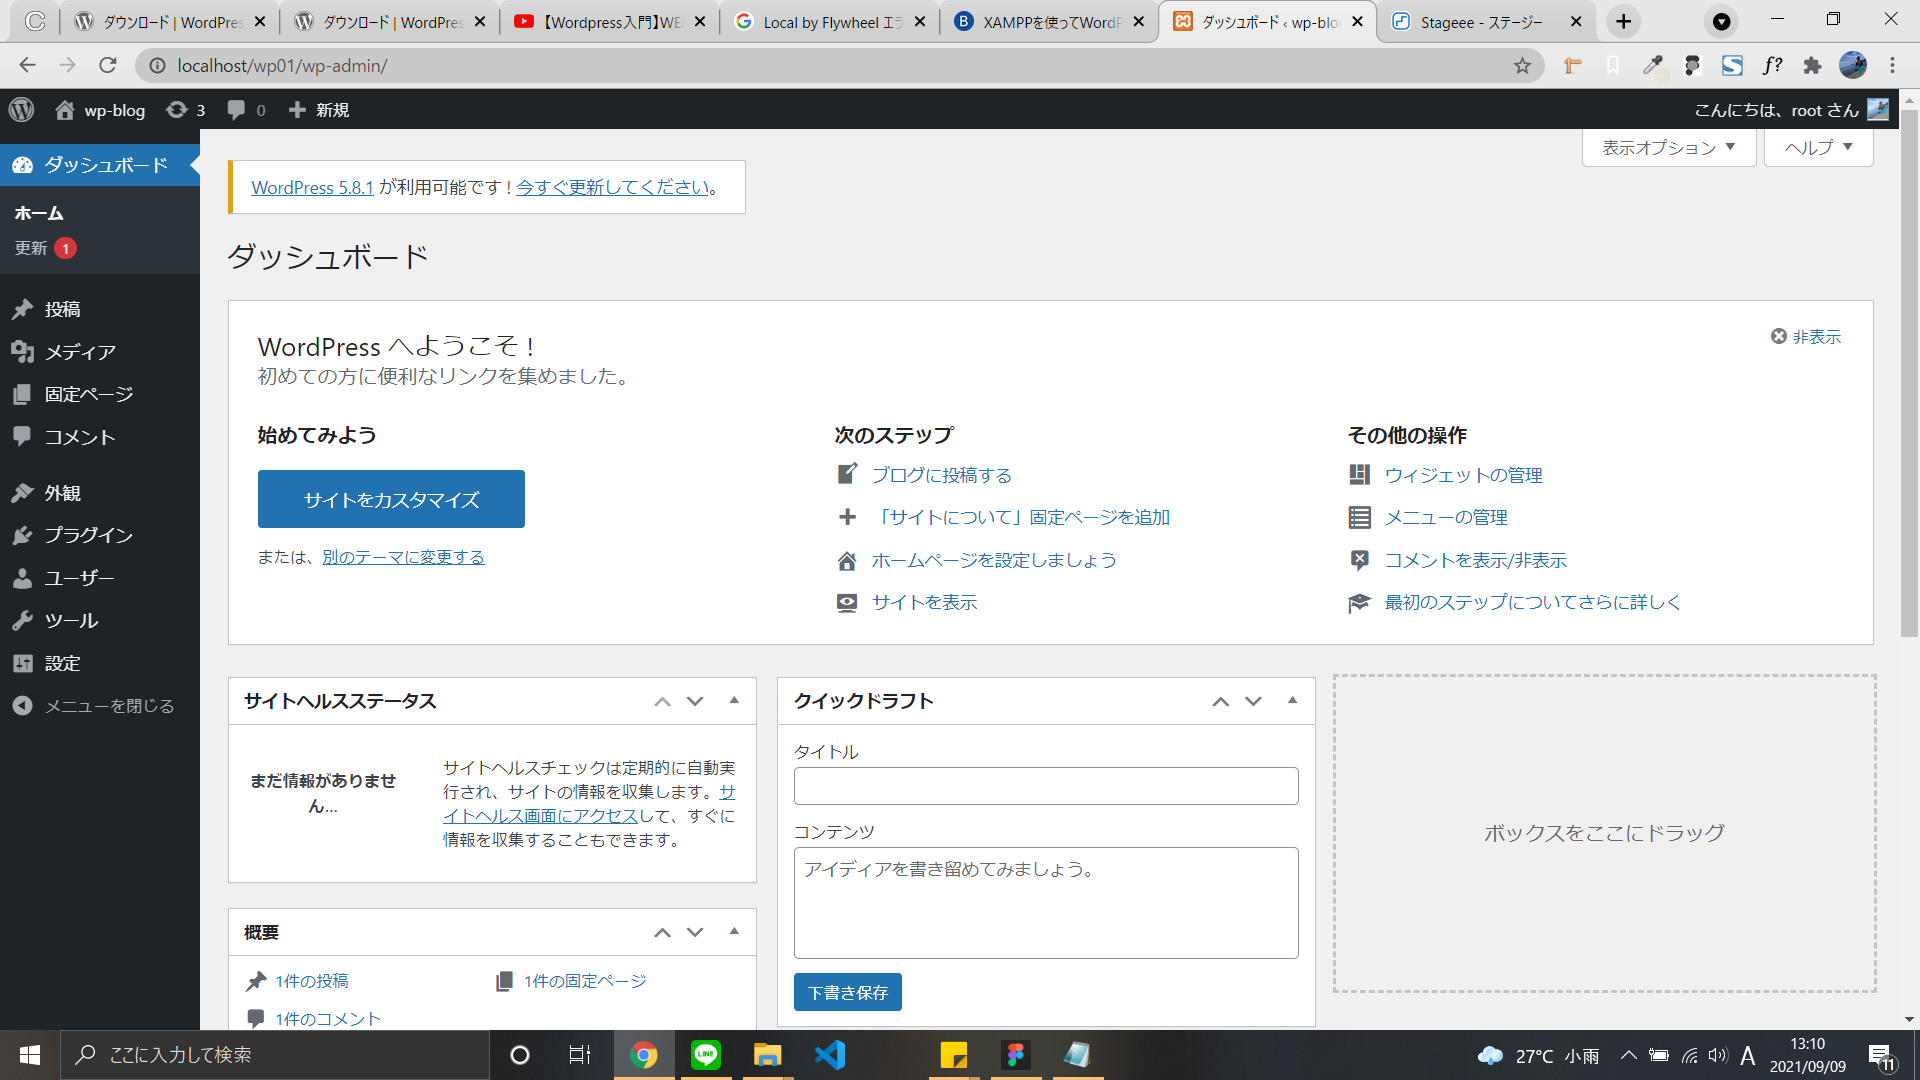 ダウンロード | WordPres
ダウンロード | WordPres
【Wordpress入門】WE
Local by Flywheel エラ
XAMPPを使ってWordP
ダッシュボード ‹ wp-blo
Stageee - ステージー
localhost/wp01/wp-admin/
f?
wp-blog
3
0
新規
こんにちは、root さん
ダッシュボード
ホーム
更新 1
投稿
メディア
固定ページ
コメント
外観
プラグイン
ユーザー
ツール
設定
メニューを閉じる
表示オプション
ヘルプ
WordPress 5.8.1 が利用可能です ! 今すぐ更新してください。
ダッシュボード
WordPress へようこそ !
初めての方に便利なリンクを集めました。
非表示
始めてみよう
サイトをカスタマイズ
または、別のテーマに変更する
次のステップ
ブログに投稿する
「サイトについて」固定ページを追加
ホームページを設定しましょう
サイトを表示
その他の操作
ウィジェットの管理
メニューの管理
コメントを表示/非表示
最初のステップについてさらに詳しく
サイトヘルスステータス
まだ情報がありませ
ん...
サイトヘルスチェックは定期的に自動実
行され、サイトの情報を収集します。サ
イトヘルス画面にアクセスして、すぐに
情報を収集することもできます。
概要
1件の投稿
1件の固定ページ
1件のコメント
クイックドラフト
タイトル
コンテンツ
アイディアを書き留めてみましょう。
下書き保存
ボックスをここにドラッグ
ここに入力して検索
LINE
27°C 小雨
A
13:10
2021/09/09
11